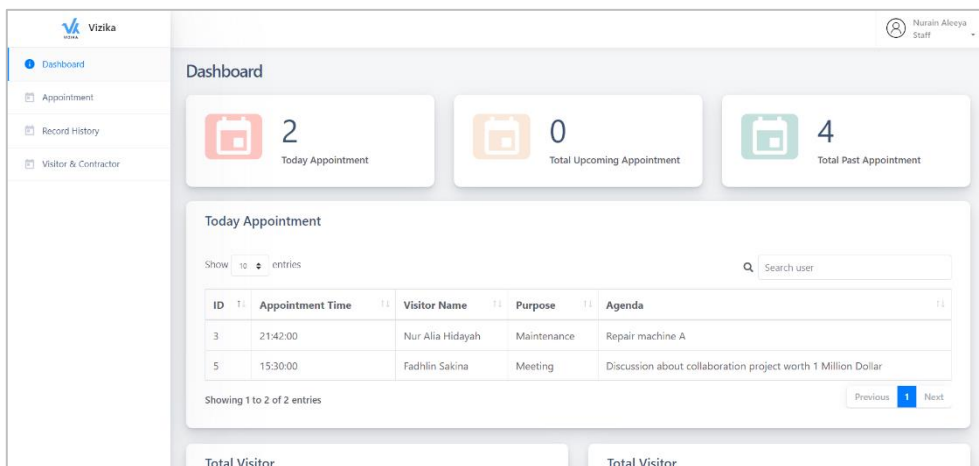 VIZIKA
Vizika
Nurain Aleeya
Staff
Dashboard
Appointment
Record History
Visitor & Contractor
Dashboard
2
Today Appointment
0
Total Upcoming Appointment
4
Total Past Appointment
Today Appointment
Show 10 entries
Search user
ID Appointment Time Visitor Name Purpose Agenda
3 21:42:00 Nur Alia Hidayah Maintenance Repair machine A
5 15:30:00 Fadhlin Sakina Meeting Discussion about collaboration project worth 1 Million Dollar
Showing 1 to 2 of 2 entries
Previous 1 Next
Total Visitor
Total Visitor